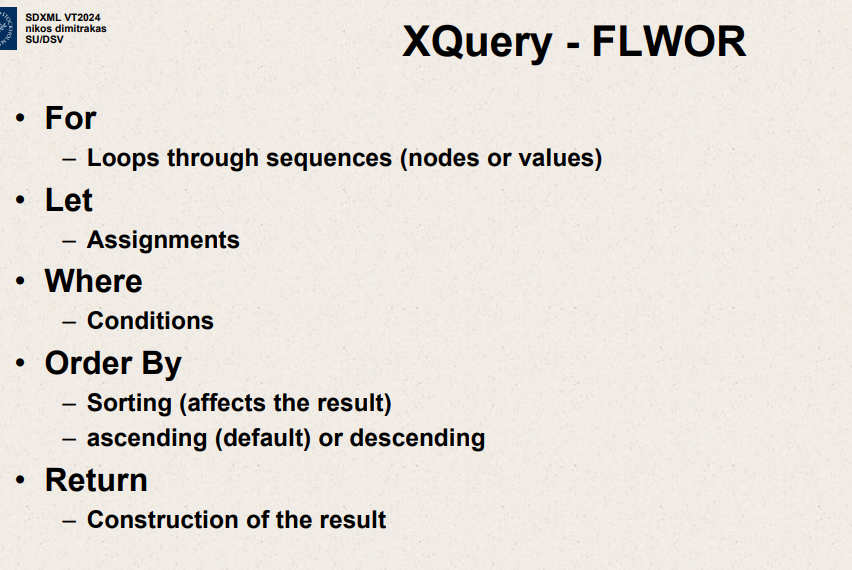 SDXML VT2024
nikos dimitrakas
SU/DSV
XQuery - FLWOR
• For
– Loops through sequences (nodes or values)
• Let
– Assignments
• Where
– Conditions
• Order By
– Sorting (affects the result)
– ascending (default) or descending
• Return
– Construction of the result